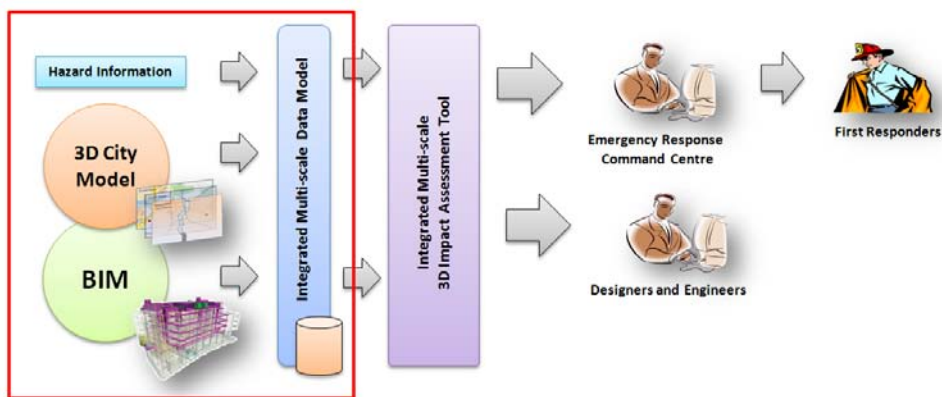 Hazard Information
3D City
Model
BIM
Integrated Multi-scale Data Model
Integrated Multi-scale
3D Impact Assessment Tool
Emergency Response
Command Centre
First Responders
Designers and Engineers